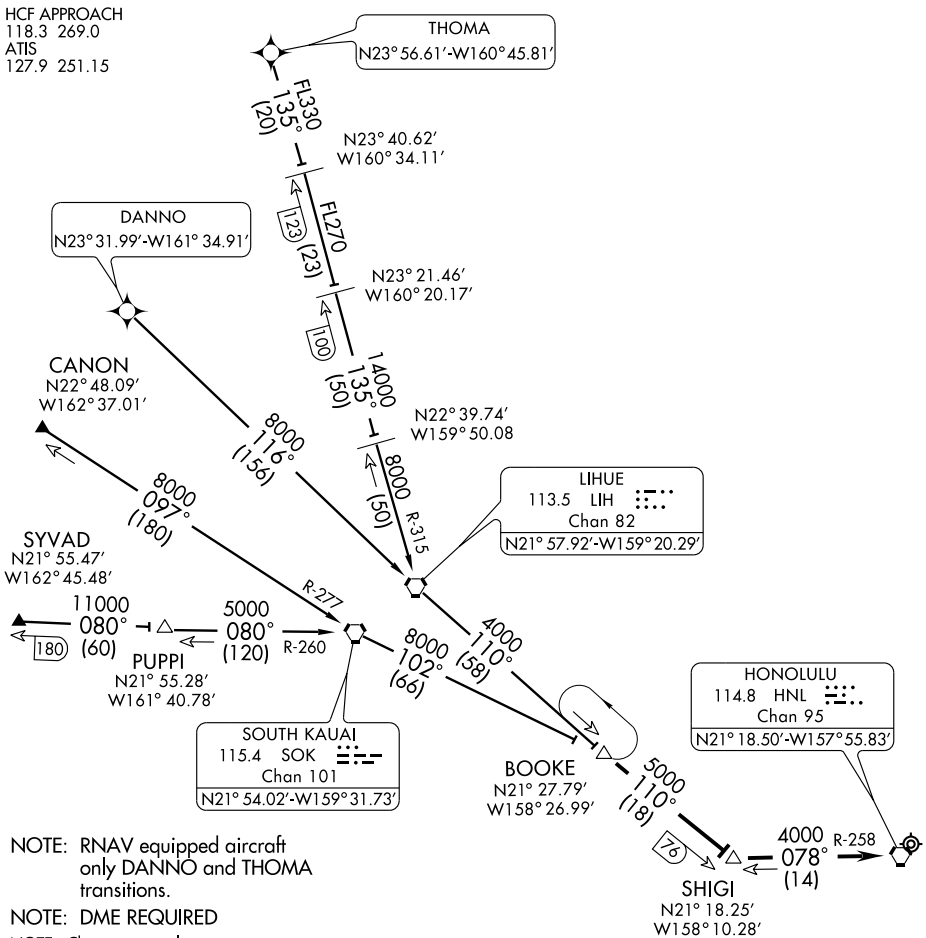 HCF APPROACH
118.3 269.0
ATIS
127.9 251.15
THOMA
N23° 56.61'-W160° 45.81'
FL330
135°
(20)
N23° 40.62'
W160° 34.11'
123
FL270
(23)
DANNO
N23° 31.99'-W161° 34.91'
N23° 21.46'
W160° 20.17'
100
14000
135°
(50)
CANON
N22° 48.09'
W162° 37.01'
N22° 39.74'
W159° 50.08
8000
116°
(156)
8000
(50)
R-315
LIHUE
113.5 LIH
Chan 82
N21° 57.92'-W159° 20.29'
8000
097°
(180)
R-277
SYVAD
N21° 55.47'
W162° 45.48'
11000
080°
(60)
180
PUPPI
N21° 55.28'
W161° 40.78'
5000
080°
(120)
R-260
4000
110°
(58)
8000
102°
(66)
SOUTH KAUAI
115.4 SOK
Chan 101
N21° 54.02'-W159° 31.73'
HONOLULU
114.8 HNL
Chan 95
N21° 18.50'-W157° 55.83'
BOOKE
N21° 27.79'
W158° 26.99'
5000
110°
(18)
76
4000
078°
(14)
R-258
SHIGI
N21° 18.25'
W158° 10.28'
NOTE: RNAV equipped aircraft
only DANNO and THOMA
transitions.
NOTE: DME REQUIRED